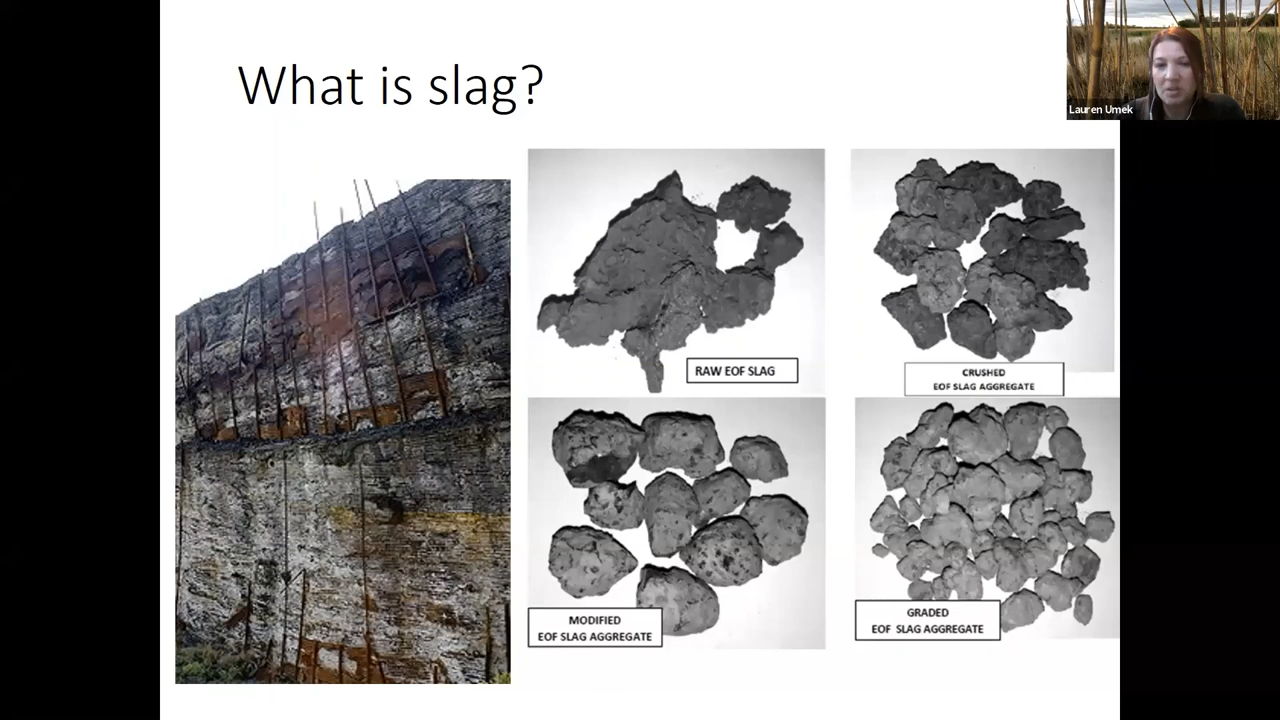 What is slag?
Lauren Umek
RAW EOF SLAG
CRUSHED
EOF SLAG AGGREGATE
MODIFIED
EOF SLAG AGGREGATE
GRADED
EOF SLAG AGGREGATE